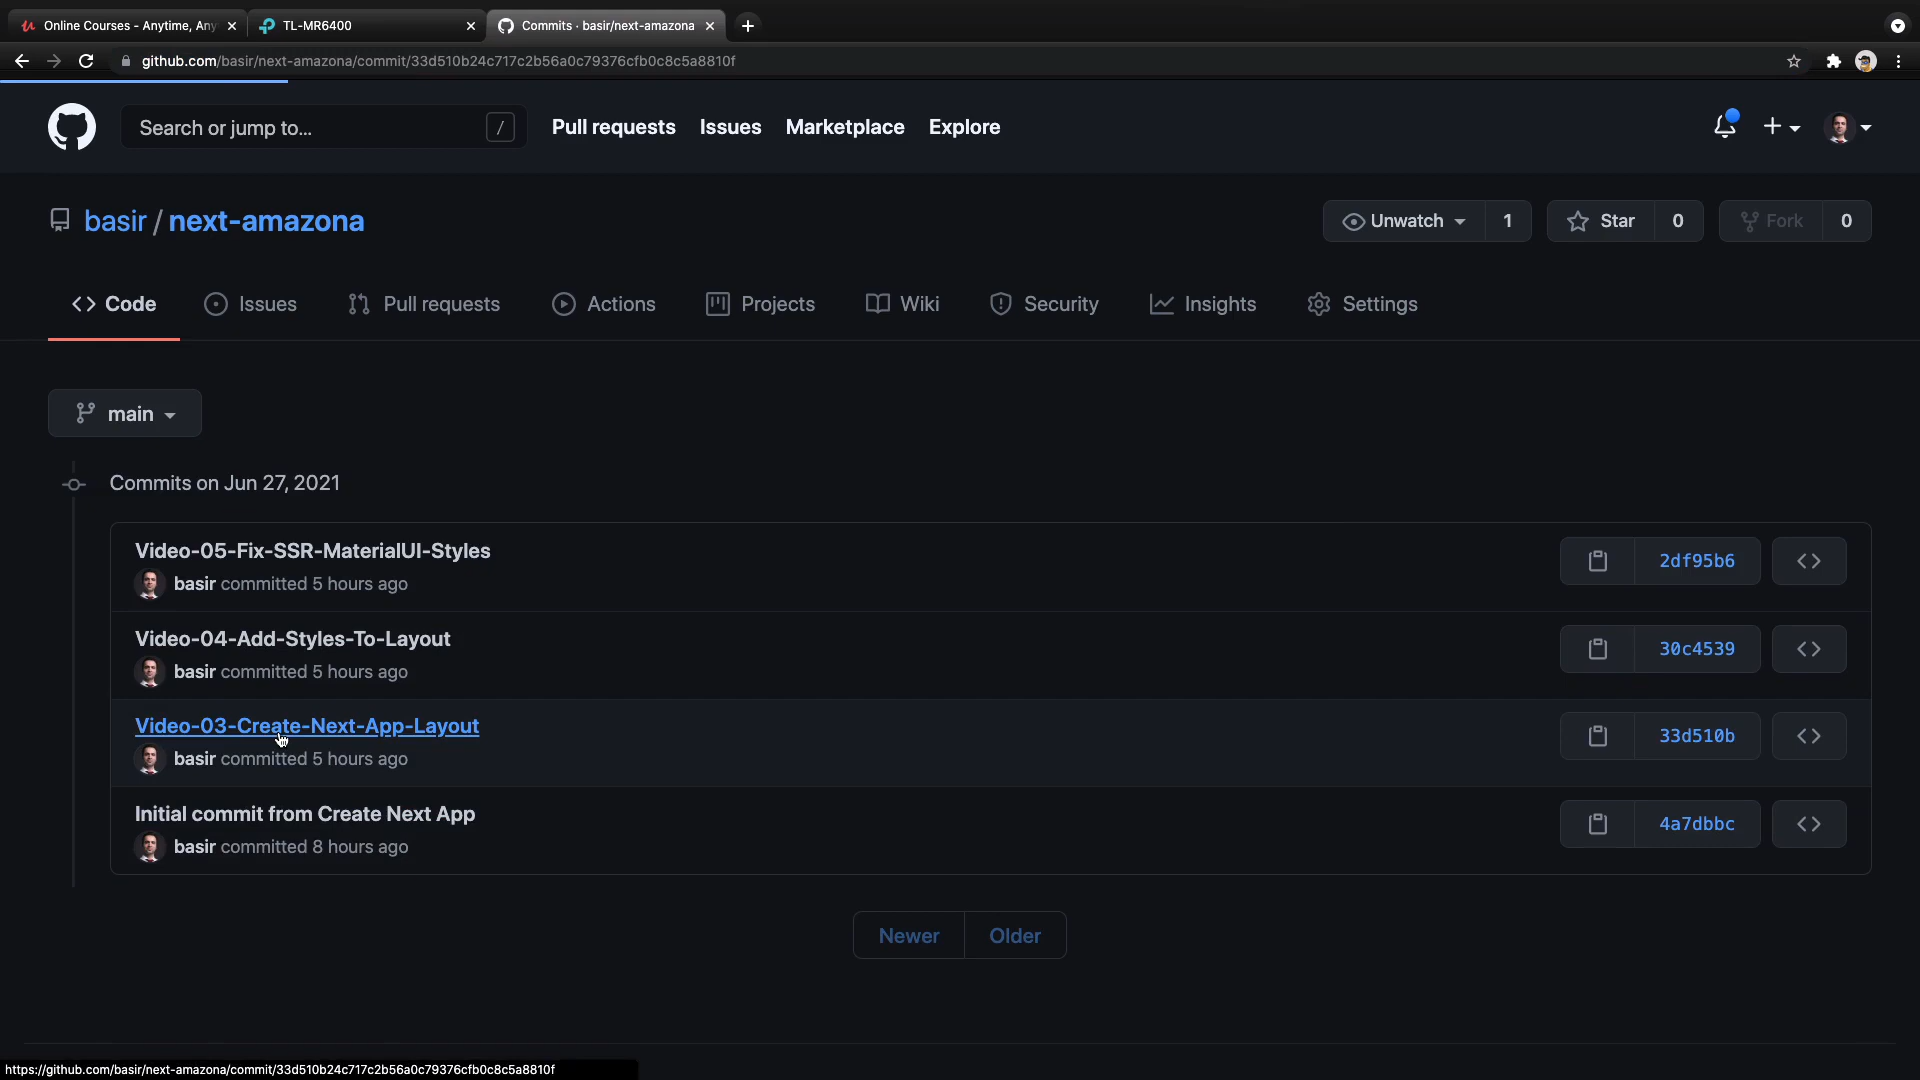 Online Courses - Anytime, Any
TL-MR6400
Commits · basir/next-amazona
github.com/basir/next-amazona/commit/33d510b24c717c2b56a0c79376cfb0c8c5a8810f
Search or jump to...
/
Pull requests
Issues
Marketplace
Explore
basir / next-amazona
Unwatch 1
Star 0
Fork 0
Code
Issues
Pull requests
Actions
Projects
Wiki
Security
Insights
Settings
main
Commits on Jun 27, 2021
Video-05-Fix-SSR-MaterialUI-Styles
basir committed 5 hours ago
2df95b6
Video-04-Add-Styles-To-Layout
basir committed 5 hours ago
30c4539
Video-03-Create-Next-App-Layout
basir committed 5 hours ago
33d510b
Initial commit from Create Next App
basir committed 8 hours ago
4a7dbbc
Newer
Older
https://github.com/basir/next-amazona/commit/33d510b24c717c2b56a0c79376cfb0c8c5a8810f